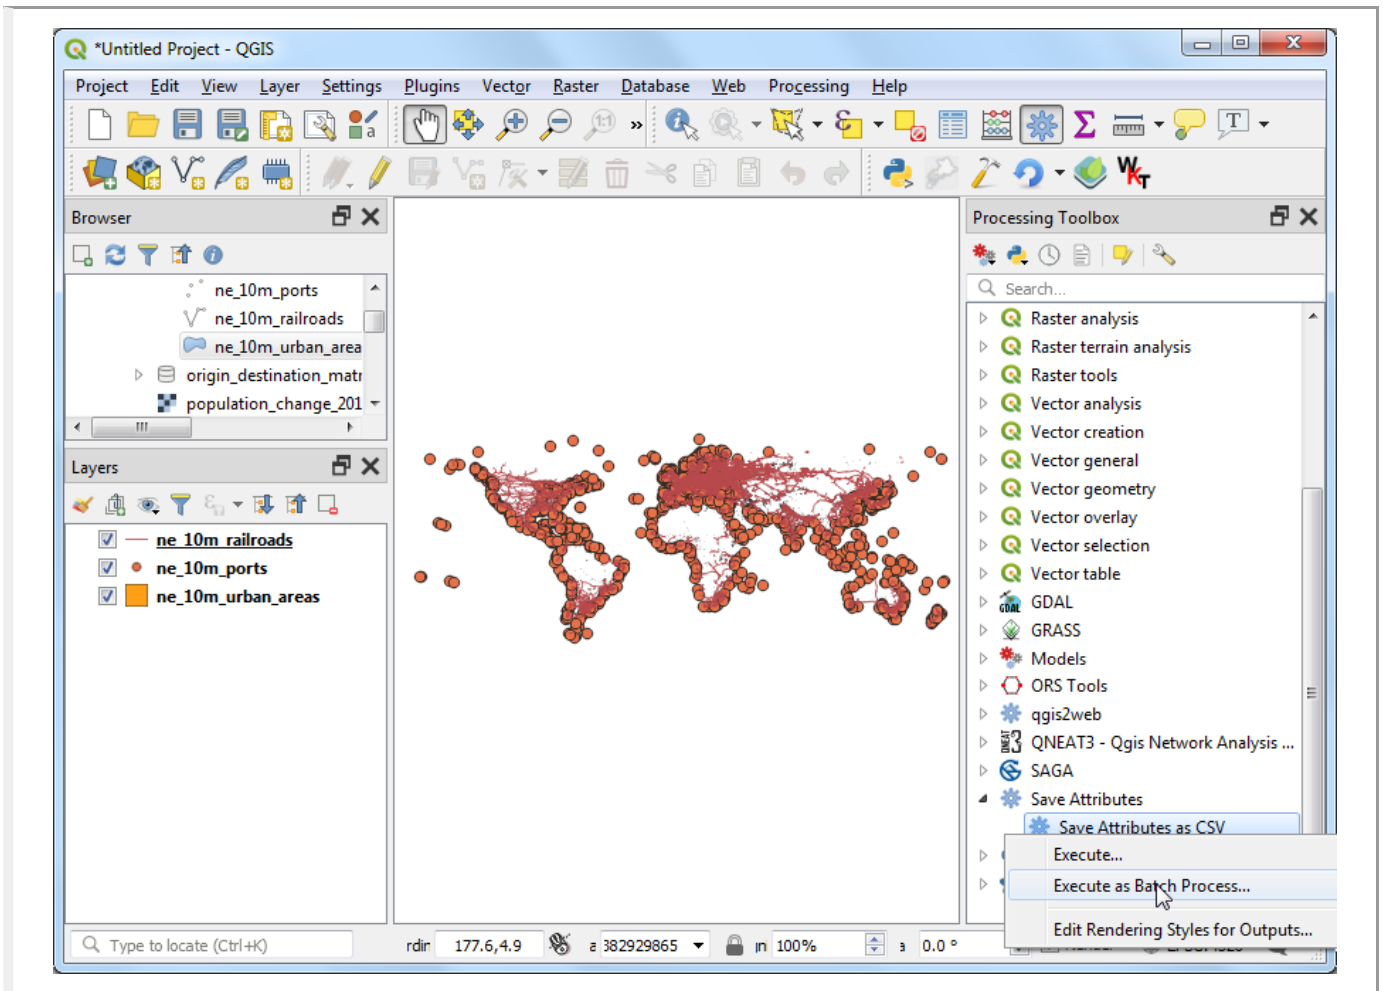 *Untitled Project - QGIS
Project Edit View Layer Settings Plugins Vector Raster Database Web Processing Help
Browser
ne_10m_ports
ne_10m_railroads
ne_10m_urban_area
origin_destination_matr
population_change_201
Layers
ne_10m_railroads
ne_10m_ports
ne_10m_urban_areas
Processing Toolbox
Search...
Raster analysis
Raster terrain analysis
Raster tools
Vector analysis
Vector creation
Vector general
Vector geometry
Vector overlay
Vector selection
Vector table
GDAL
GRASS
Models
ORS Tools
qgis2web
QNEAT3 - Qgis Network Analysis ...
SAGA
Save Attributes
Save Attributes as CSV
Execute...
Execute as Batch Process...
Edit Rendering Styles for Outputs...
Type to locate (Ctrl+K) rdir 177.6,4.9 382929865 100% 0.0 °